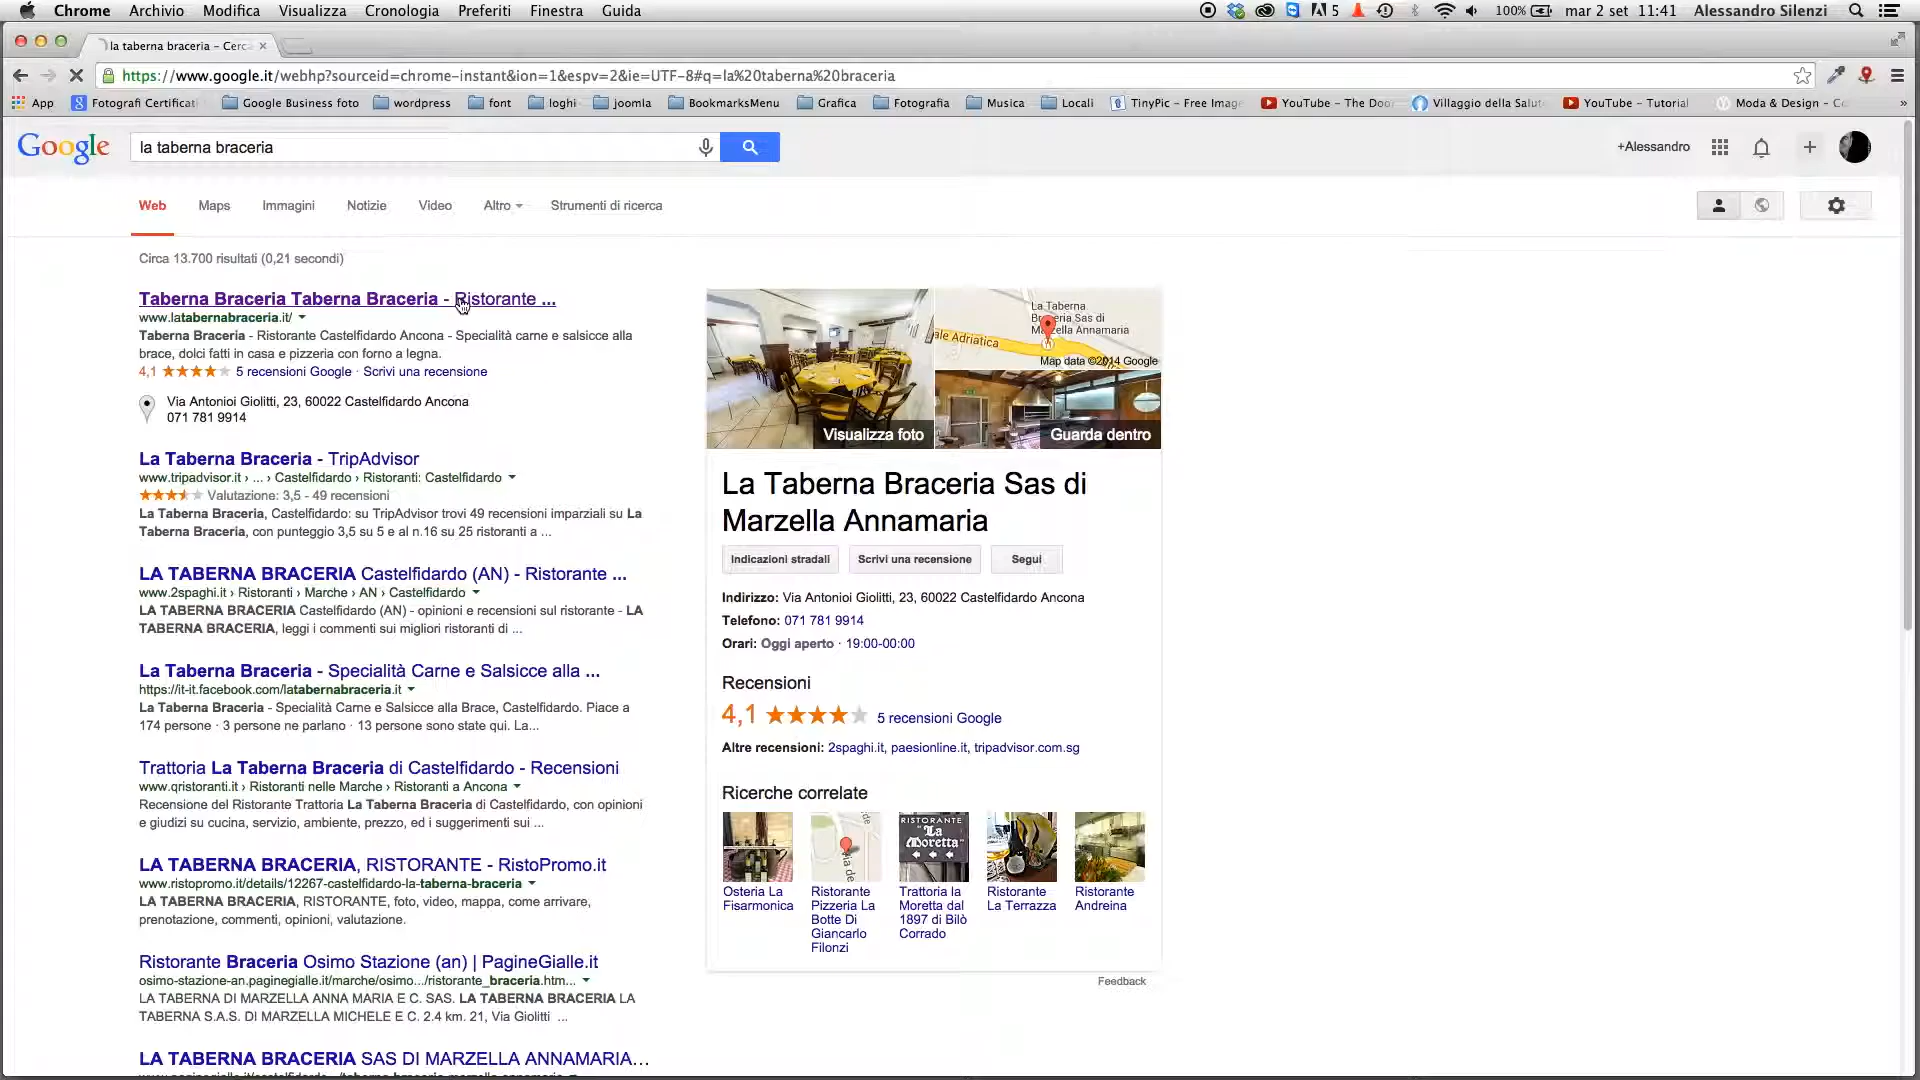 Chrome Archivio Modifica Visualizza Cronologia Preferiti Finestra Guida
5 100% mar 2 set 11:41 Alessandro Silenzi
la taberna braceria – Cerc
https://www.google.it/webhp?sourceid=chrome-instant&ion=1&espv=2&ie=UTF-8#q=la%20taberna%20braceria
App Fotografi Certificati Google Business foto wordpress font loghi joomla BookmarksMenu Grafica Fotografia Musica Locali TinyPic – Free Image YouTube – The Doo Villaggio della Salut YouTube – Tutorial Moda & Design – Co »
Google la taberna braceria +Alessandro
Web Maps Immagini Notizie Video Altro Strumenti di ricerca
Circa 13.700 risultati (0,21 secondi)
Taberna Braceria Taberna Braceria - Ristorante ...
www.latabernabraceria.it/
Taberna Braceria - Ristorante Castelfidardo Ancona - Specialità carne e salsicce alla
brace, dolci fatti in casa e pizzeria con forno a legna.
4,1 5 recensioni Google · Scrivi una recensione
Via Antonioi Giolitti, 23, 60022 Castelfidardo Ancona
071 781 9914
La Taberna Braceria - TripAdvisor
www.tripadvisor.it › ... › Castelfidardo › Ristoranti: Castelfidardo
Valutazione: 3,5 - 49 recensioni
La Taberna Braceria, Castelfidardo: su TripAdvisor trovi 49 recensioni imparziali su La
Taberna Braceria, con punteggio 3,5 su 5 e al n.16 su 25 ristoranti a ...
LA TABERNA BRACERIA Castelfidardo (AN) - Ristorante ...
www.2spaghi.it › Ristoranti › Marche › AN › Castelfidardo
LA TABERNA BRACERIA Castelfidardo (AN) - opinioni e recensioni sul ristorante - LA
TABERNA BRACERIA, leggi i commenti sui migliori ristoranti di ...
La Taberna Braceria - Specialità Carne e Salsicce alla ...
https://it-it.facebook.com/latabernabraceria.it
La Taberna Braceria - Specialità Carne e Salsicce alla Brace, Castelfidardo. Piace a
174 persone · 3 persone ne parlano · 13 persone sono state qui. La...
Trattoria La Taberna Braceria di Castelfidardo - Recensioni
www.qristoranti.it › Ristoranti nelle Marche › Ristoranti a Ancona
Recensione del Ristorante Trattoria La Taberna Braceria di Castelfidardo, con opinioni
e giudizi su cucina, servizio, ambiente, prezzo, ed i suggerimenti sui ...
LA TABERNA BRACERIA, RISTORANTE - RistoPromo.it
www.ristopromo.it/details/12267-castelfidardo-la-taberna-braceria
LA TABERNA BRACERIA, RISTORANTE, foto, video, mappa, come arrivare,
prenotazione, commenti, opinioni, valutazione.
Ristorante Braceria Osimo Stazione (an) | PagineGialle.it
osimo-stazione-an.paginegialle.it/marche/osimo.../ristorante_braceria.htm...
LA TABERNA DI MARZELLA ANNA MARIA E C. SAS. LA TABERNA BRACERIA LA
TABERNA S.A.S. DI MARZELLA MICHELE E C. 2.4 km. 21, Via Giolitti ...
LA TABERNA BRACERIA SAS DI MARZELLA ANNAMARIA...
La Taberna
Braceria Sas di
Marzella Annamaria
ale Adriatica
Map data ©2014 Google
Visualizza foto
Guarda dentro
La Taberna Braceria Sas di
Marzella Annamaria
Indicazioni stradali Scrivi una recensione Segui
Indirizzo: Via Antonioi Giolitti, 23, 60022 Castelfidardo Ancona
Telefono: 071 781 9914
Orari: Oggi aperto · 19:00-00:00
Recensioni
4,1 5 recensioni Google
Altre recensioni: 2spaghi.it, paesionline.it, tripadvisor.com.sg
Ricerche correlate
RISTORANTE
"La
Moretta"
Osteria La
Fisarmonica
Ristorante
Pizzeria La
Botte Di
Giancarlo
Filonzi
Trattoria la
Moretta dal
1897 di Bilò
Corrado
Ristorante
La Terrazza
Ristorante
Andreina
Feedback